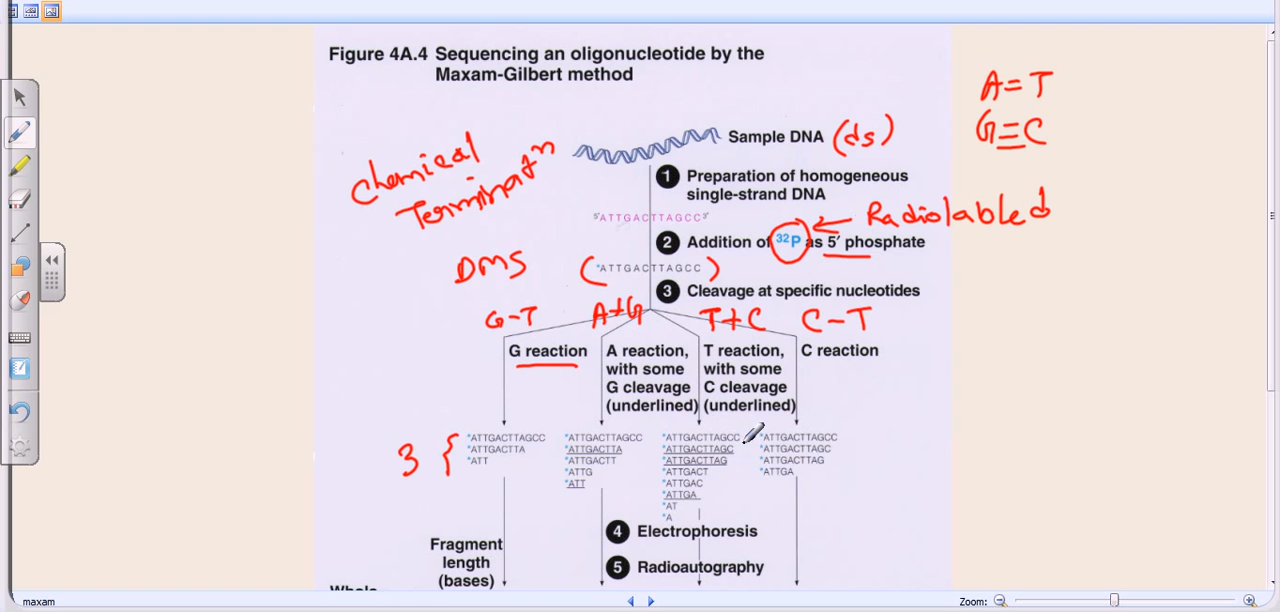 Figure 4A.4 Sequencing an oligonucleotide by the
Maxam-Gilbert method
A = T
G ≡ C
Chemical
Terminatn
Sample DNA (ds)
1 Preparation of homogeneous
single-strand DNA
5'ATTGACTTAGCC3'
Radiolabled
2 Addition of 32P as 5′ phosphate
DMS
(*ATTGACTTAGCC)
3 Cleavage at specific nucleotides
G-T A+G T+C C-T
G reaction
A reaction,
with some
G cleavage
(underlined)
T reaction,
with some
C cleavage
(underlined)
C reaction
3 {
*ATTGACTTAGCC
*ATTGACTTA
*ATT
*ATTGACTTAGCC
*ATTGACTTA
*ATTGACTT
*ATTG
*ATT
*ATTGACTTAGCC
*ATTGACTTAGC
*ATTGACTTAG
*ATTGACT
*ATTGAC
*ATTGA
*AT
*A
*ATTGACTTAGCC
*ATTGACTTAGC
*ATTGACTTAG
*ATTGA
4 Electrophoresis
Fragment
length
(bases)
5 Radioautography
maxam
Zoom: